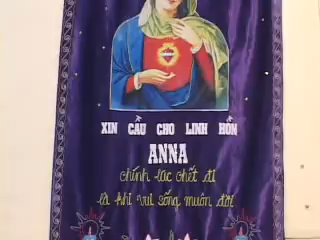 XIN CẦU CHO LINH HỒN
ANNA
chính lúc chết đi
là khi vui sống muôn đời